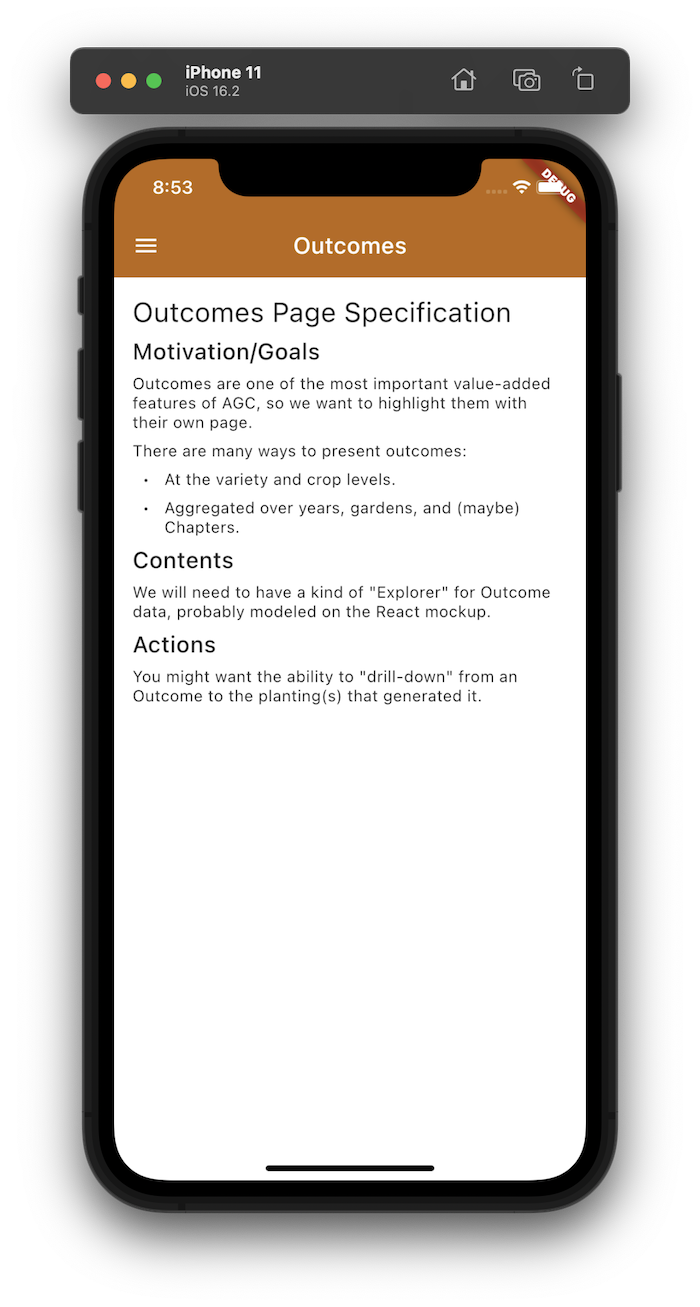 iPhone 11
iOS 16.2
8:53
DEBUG
Outcomes
Outcomes Page Specification
Motivation/Goals
Outcomes are one of the most important value-added
features of AGC, so we want to highlight them with
their own page.
There are many ways to present outcomes:
• At the variety and crop levels.
• Aggregated over years, gardens, and (maybe)
Chapters.
Contents
We will need to have a kind of "Explorer" for Outcome
data, probably modeled on the React mockup.
Actions
You might want the ability to "drill-down" from an
Outcome to the planting(s) that generated it.